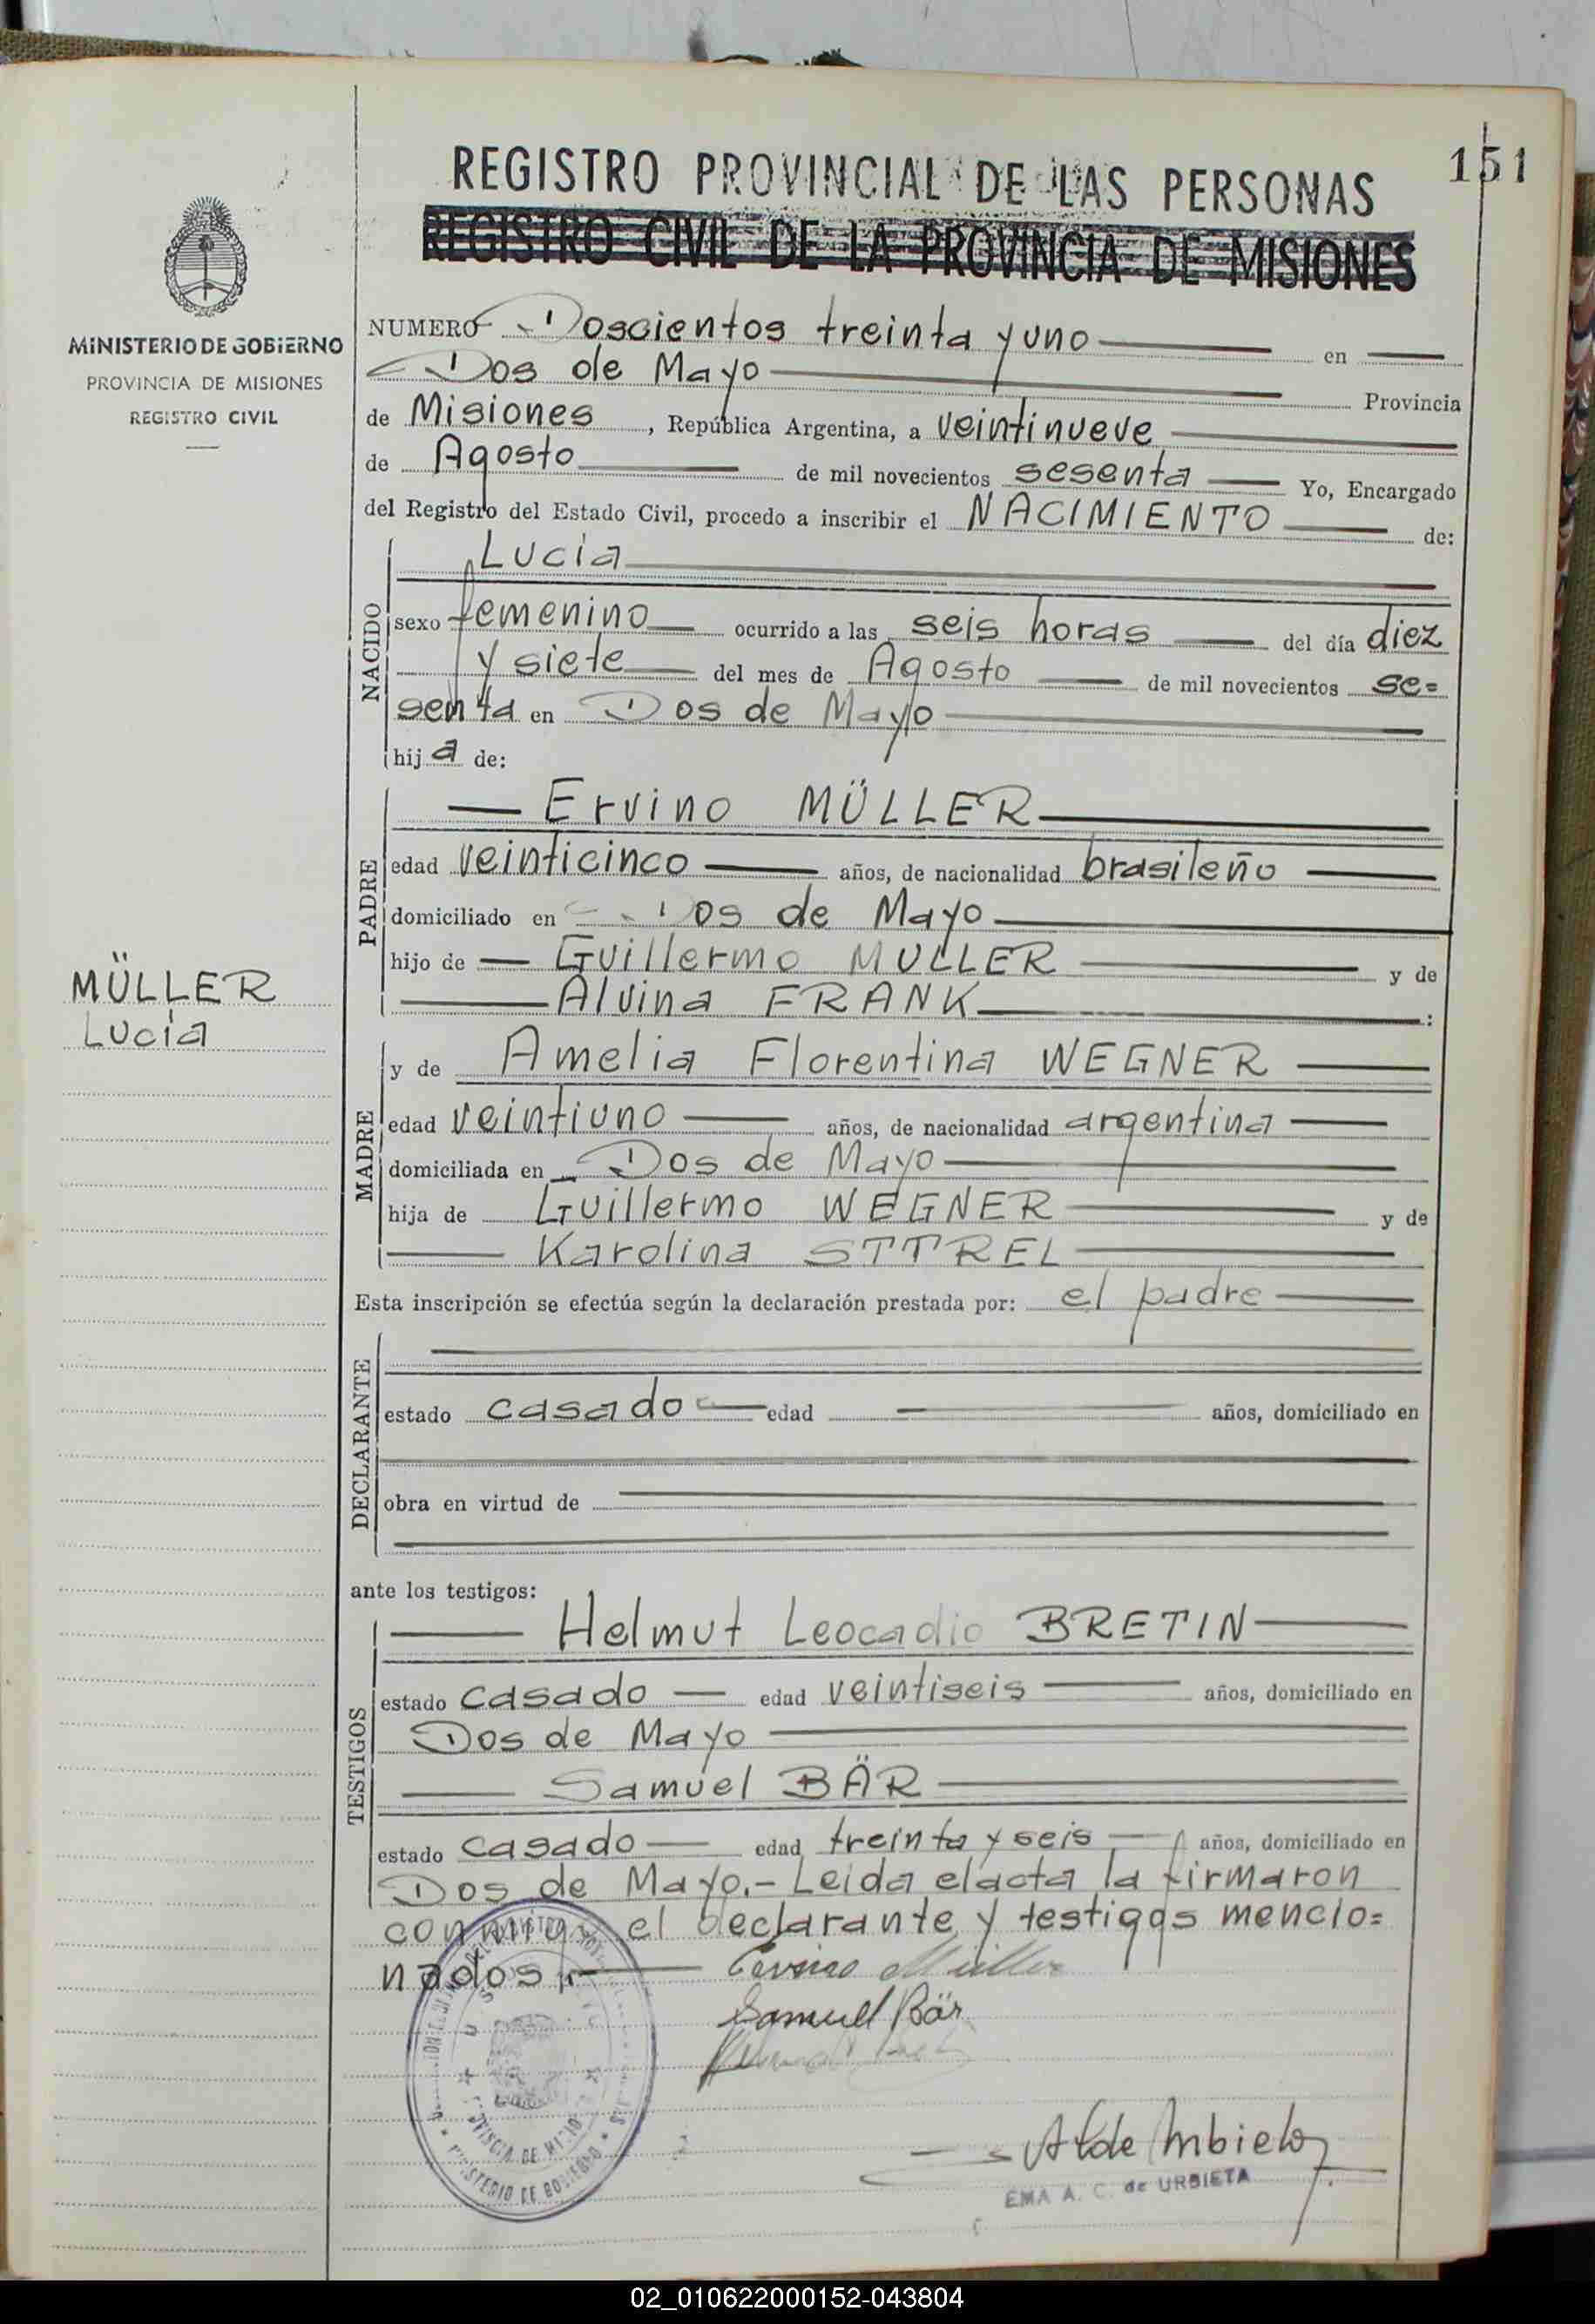 151
REGISTRO PROVINCIAL DE LAS PERSONAS
REGISTRO CIVIL DE LA PROVINCIA DE MISIONES
MINISTERIO DE GOBIERNO
PROVINCIA DE MISIONES
REGISTRO CIVIL
MÜLLER
Lucía
NUMERO Doscientos treinta y uno en
Dos de Mayo Provincia
de Misiones, República Argentina, a veintinueve
de Agosto de mil novecientos sesenta Yo, Encargado
del Registro del Estado Civil, procedo a inscribir el NACIMIENTO de:
NACIDO
Lucía
sexo femenino ocurrido a las seis horas del día diez
y siete del mes de Agosto de mil novecientos se=
senta en Dos de Mayo
hija de:
PADRE
Ervino MÜLLER
edad veinticinco años, de nacionalidad brasileño
domiciliado en Dos de Mayo
hijo de Guillermo MULLER y de
Alvina FRANK:
MADRE
y de Amelia Florentina WEGNER
edad veintiuno años, de nacionalidad argentina
domiciliada en Dos de Mayo
hija de Guillermo WEGNER y de
Karolina STTREL
Esta inscripción se efectúa según la declaración prestada por: el padre
DECLARANTE
estado casado edad años, domiciliado en
obra en virtud de
ante los testigos:
TESTIGOS
Helmut Leocadio BRETIN
estado casado edad veintiseis años, domiciliado en
Dos de Mayo
Samuel BÄR
estado casado edad treinta y seis años, domiciliado en
Dos de Mayo.- Leida el acta la firmaron
conmigo el declarante y testigos mencio=
nados.-
Ervino Müller
Samuel Bär
PROVINCIA DE MISIONES
MINISTERIO DE GOBIERNO
EMA A. C. de URBIETA
02_010622000152-043804